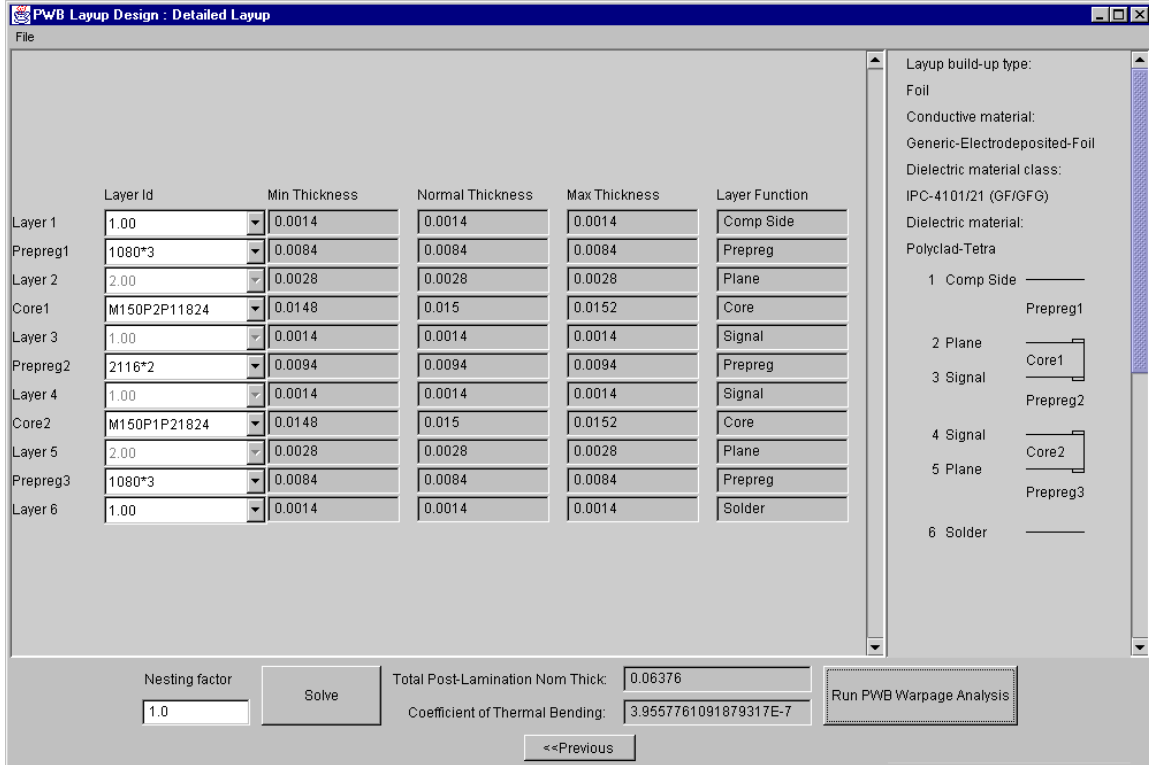 PWB Layup Design : Detailed Layup
File
Layer Id Min Thickness Normal Thickness Max Thickness Layer Function
Layer 1 1.00 0.0014 0.0014 0.0014 Comp Side
Prepreg1 1080*3 0.0084 0.0084 0.0084 Prepreg
Layer 2 2.00 0.0028 0.0028 0.0028 Plane
Core1 M150P2P11824 0.0148 0.015 0.0152 Core
Layer 3 1.00 0.0014 0.0014 0.0014 Signal
Prepreg2 2116*2 0.0094 0.0094 0.0094 Prepreg
Layer 4 1.00 0.0014 0.0014 0.0014 Signal
Core2 M150P1P21824 0.0148 0.015 0.0152 Core
Layer 5 2.00 0.0028 0.0028 0.0028 Plane
Prepreg3 1080*3 0.0084 0.0084 0.0084 Prepreg
Layer 6 1.00 0.0014 0.0014 0.0014 Solder
Layup build-up type:
Foil
Conductive material:
Generic-Electrodeposited-Foil
Dielectric material class:
IPC-4101/21 (GF/GFG)
Dielectric material:
Polyclad-Tetra
1 Comp Side
Prepreg1
2 Plane
Core1
3 Signal
Prepreg2
4 Signal
Core2
5 Plane
Prepreg3
6 Solder
Nesting factor
1.0
Solve
Total Post-Lamination Nom Thick: 0.06376
Coefficient of Thermal Bending: 3.9557761091879317E-7
Run PWB Warpage Analysis
<<Previous